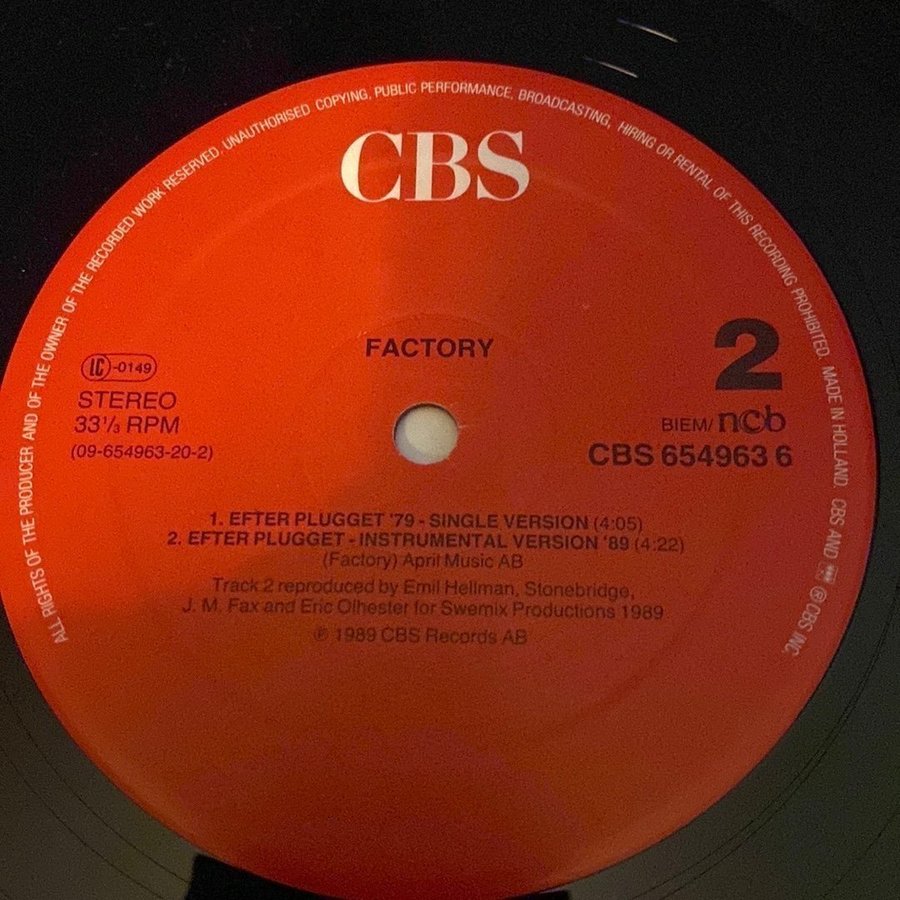 ALL RIGHTS OF THE PRODUCER AND OF THE OWNER OF THE RECORDED WORK RESERVED. UNAUTHORISED COPYING, PUBLIC PERFORMANCE, BROADCASTING, HIRING OR RENTAL OF THIS RECORDING PROHIBITED. MADE IN HOLLAND. CBS AND ℗ CBS INC.
CBS
FACTORY
2
LC-0149
STEREO
33⅓ RPM
(09-654963-20-2)
BIEM/ncb
CBS 654963 6
1. EFTER PLUGGET '79 - SINGLE VERSION (4:05)
2. EFTER PLUGGET - INSTRUMENTAL VERSION '89 (4:22)
(Factory) April Music AB
Track 2 reproduced by Emil Hellman, Stonebridge,
J. M. Fax and Eric Olhester for Swemix Productions 1989
℗ 1989 CBS Records AB